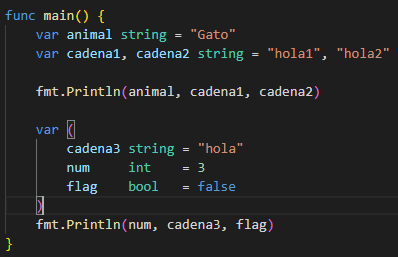 func main() {
    var animal string = "Gato"
    var cadena1, cadena2 string = "hola1", "hola2"

    fmt.Println(animal, cadena1, cadena2)

    var (
        cadena3 string = "hola"
        num     int    = 3
        flag    bool   = false
    )
    fmt.Println(num, cadena3, flag)
}